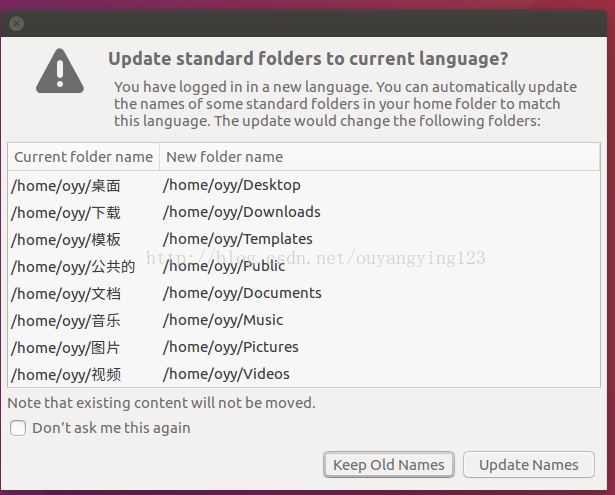 Update standard folders to current language?
You have logged in in a new language. You can automatically update
the names of some standard folders in your home folder to match
this language. The update would change the following folders:
Current folder name New folder name
/home/oyy/桌面 /home/oyy/Desktop
/home/oyy/下载 /home/oyy/Downloads
/home/oyy/模板 /home/oyy/Templates
http://blog.csdn.net/ouyangying123
/home/oyy/公共的 /home/oyy/Public
/home/oyy/文档 /home/oyy/Documents
/home/oyy/音乐 /home/oyy/Music
/home/oyy/图片 /home/oyy/Pictures
/home/oyy/视频 /home/oyy/Videos
Note that existing content will not be moved.
Don't ask me this again
Keep Old Names Update Names